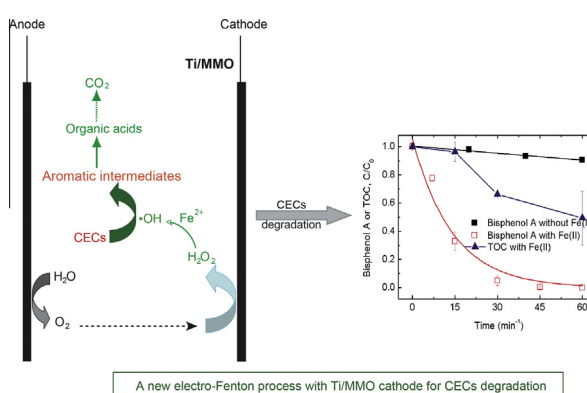 Anode
Cathode
Ti/MMO
CO2
Organic acids
Aromatic intermediates
•OH
Fe2+
CECs
H2O2
H2O
O2
CECs
degradation
Bisphenol A or TOC, C/C0
1.0
0.8
0.6
0.4
0.2
0.0
Bisphenol A without Fe(I
Bisphenol A with Fe(II)
TOC with Fe(II)
0
15
30
45
60
Time (min-1)
A new electro-Fenton process with Ti/MMO cathode for CECs degradation